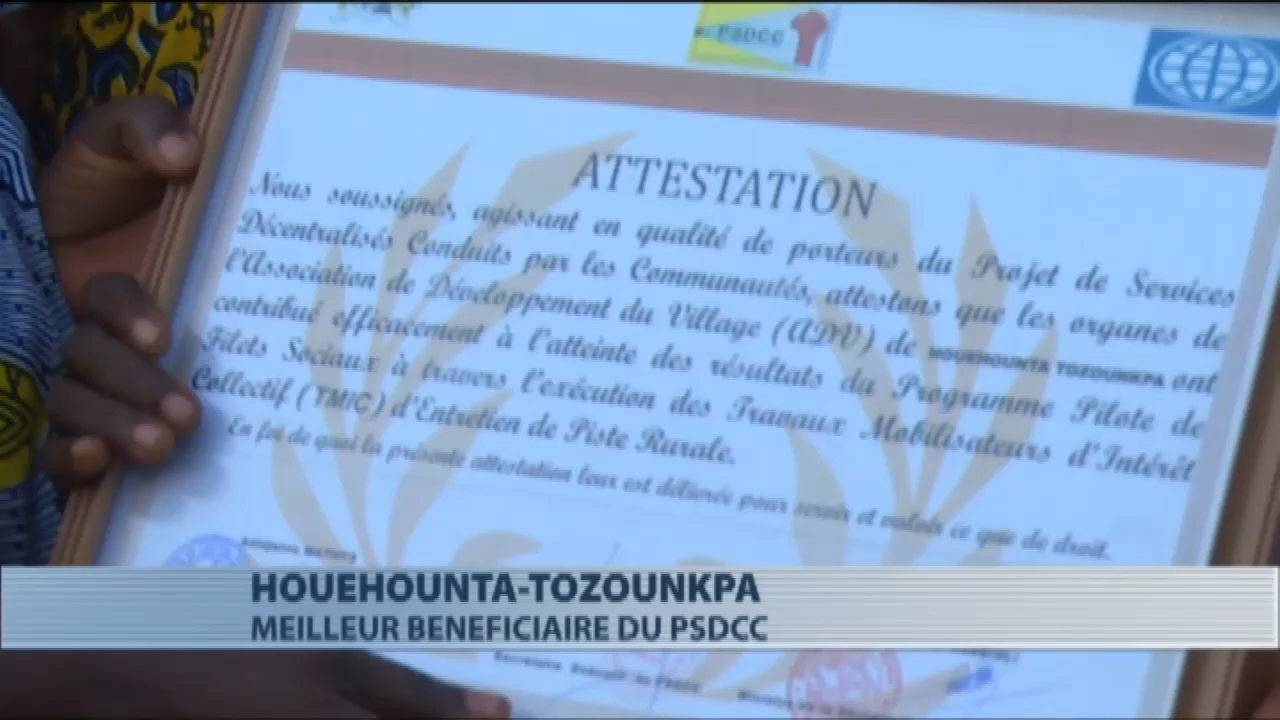 PSDCC
ATTESTATION
Nous soussignés, agissant en qualité de porteurs du Projet de Services
Décentralisés Conduits par les Communautés, attestons que les organes de
l'Association de Développement du Village (ADV) de HOUEHOUNTA TOZOUNKPA ont
contribué efficacement à l'atteinte des résultats du Programme Pilote de
Filets Sociaux à travers l'exécution des Travaux Mobilisateurs d'Intérêt
Collectif (TMIC) d'Entretien de Piste Rurale.
En foi de quoi la présente attestation leur est délivrée pour servir et valoir ce que de droit.
HOUEHOUNTA-TOZOUNKPA
MEILLEUR BENEFICIAIRE DU PSDCC